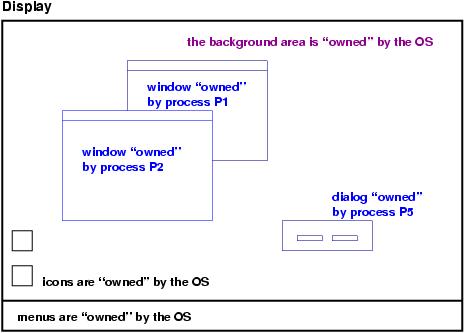 Display
the background area is “owned” by the OS
window “owned”
by process P1
window “owned”
by process P2
dialog “owned”
by process P5
icons are “owned” by the OS
menus are “owned” by the OS